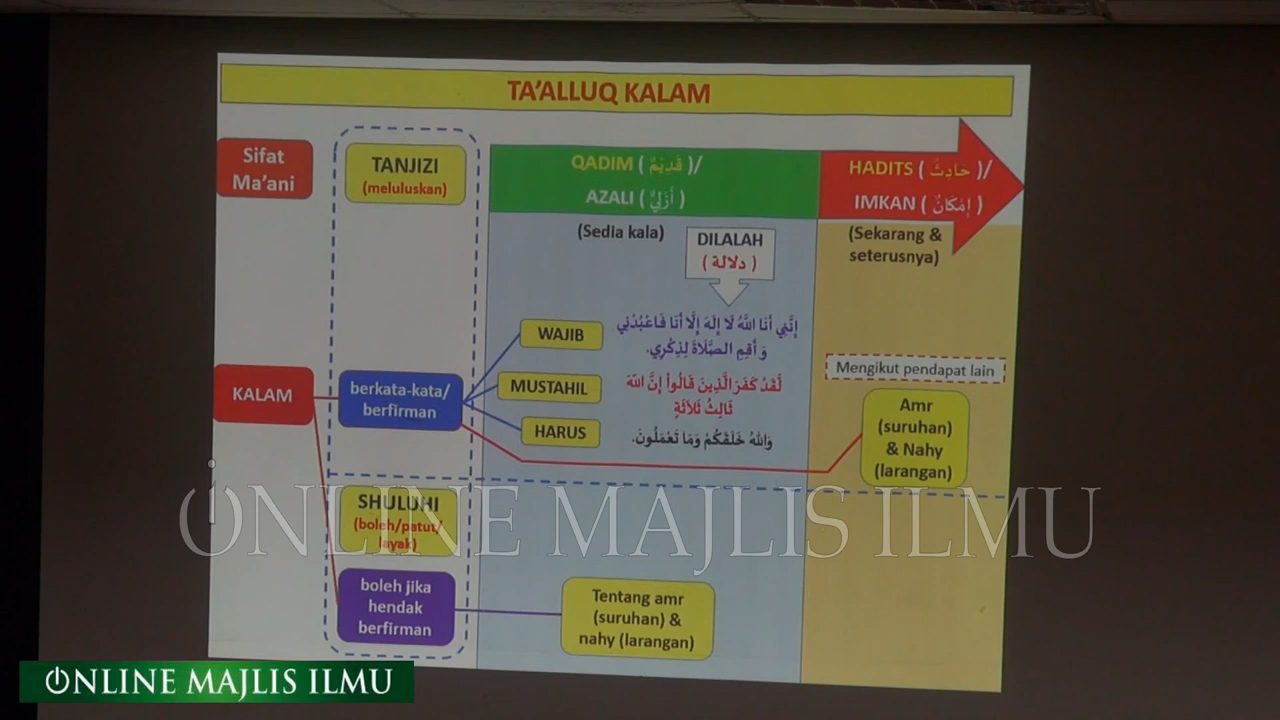 TA'ALLUQ KALAM
Sifat
Ma'ani
TANJIZI
(meluluskan)
QADIM ( قَدِيْمٌ )/
AZALI ( أَزَلِيٌّ )
HADITS ( حَادِثٌ )/
IMKAN ( إِمْكَانٌ )
(Sedia kala)
DILALAH
( دلالة )
(Sekarang &
seterusnya)
KALAM
berkata-kata/
berfirman
WAJIB
إِنَّنِي أَنَا اللَّهُ لَا إِلَهَ إِلَّا أَنَا فَاعْبُدْنِي
وَ أَقِمِ الصَّلَاةَ لِذِكْرِي.
MUSTAHIL
لَّقَدْ كَفَرَ الَّذِينَ قَالُواْ إِنَّ اللّهَ
ثَالِثُ ثَلاَثَةٍ
HARUS
وَاللَّهُ خَلَقَكُمْ وَمَا تَعْمَلُونَ.
Mengikut pendapat lain
Amr
(suruhan)
& Nahy
(larangan)
SHULUHI
(boleh/patut/
layak)
boleh jika
hendak
berfirman
Tentang amr
(suruhan) &
nahy (larangan)
ONLINE MAJLIS ILMU
ONLINE MAJLIS ILMU